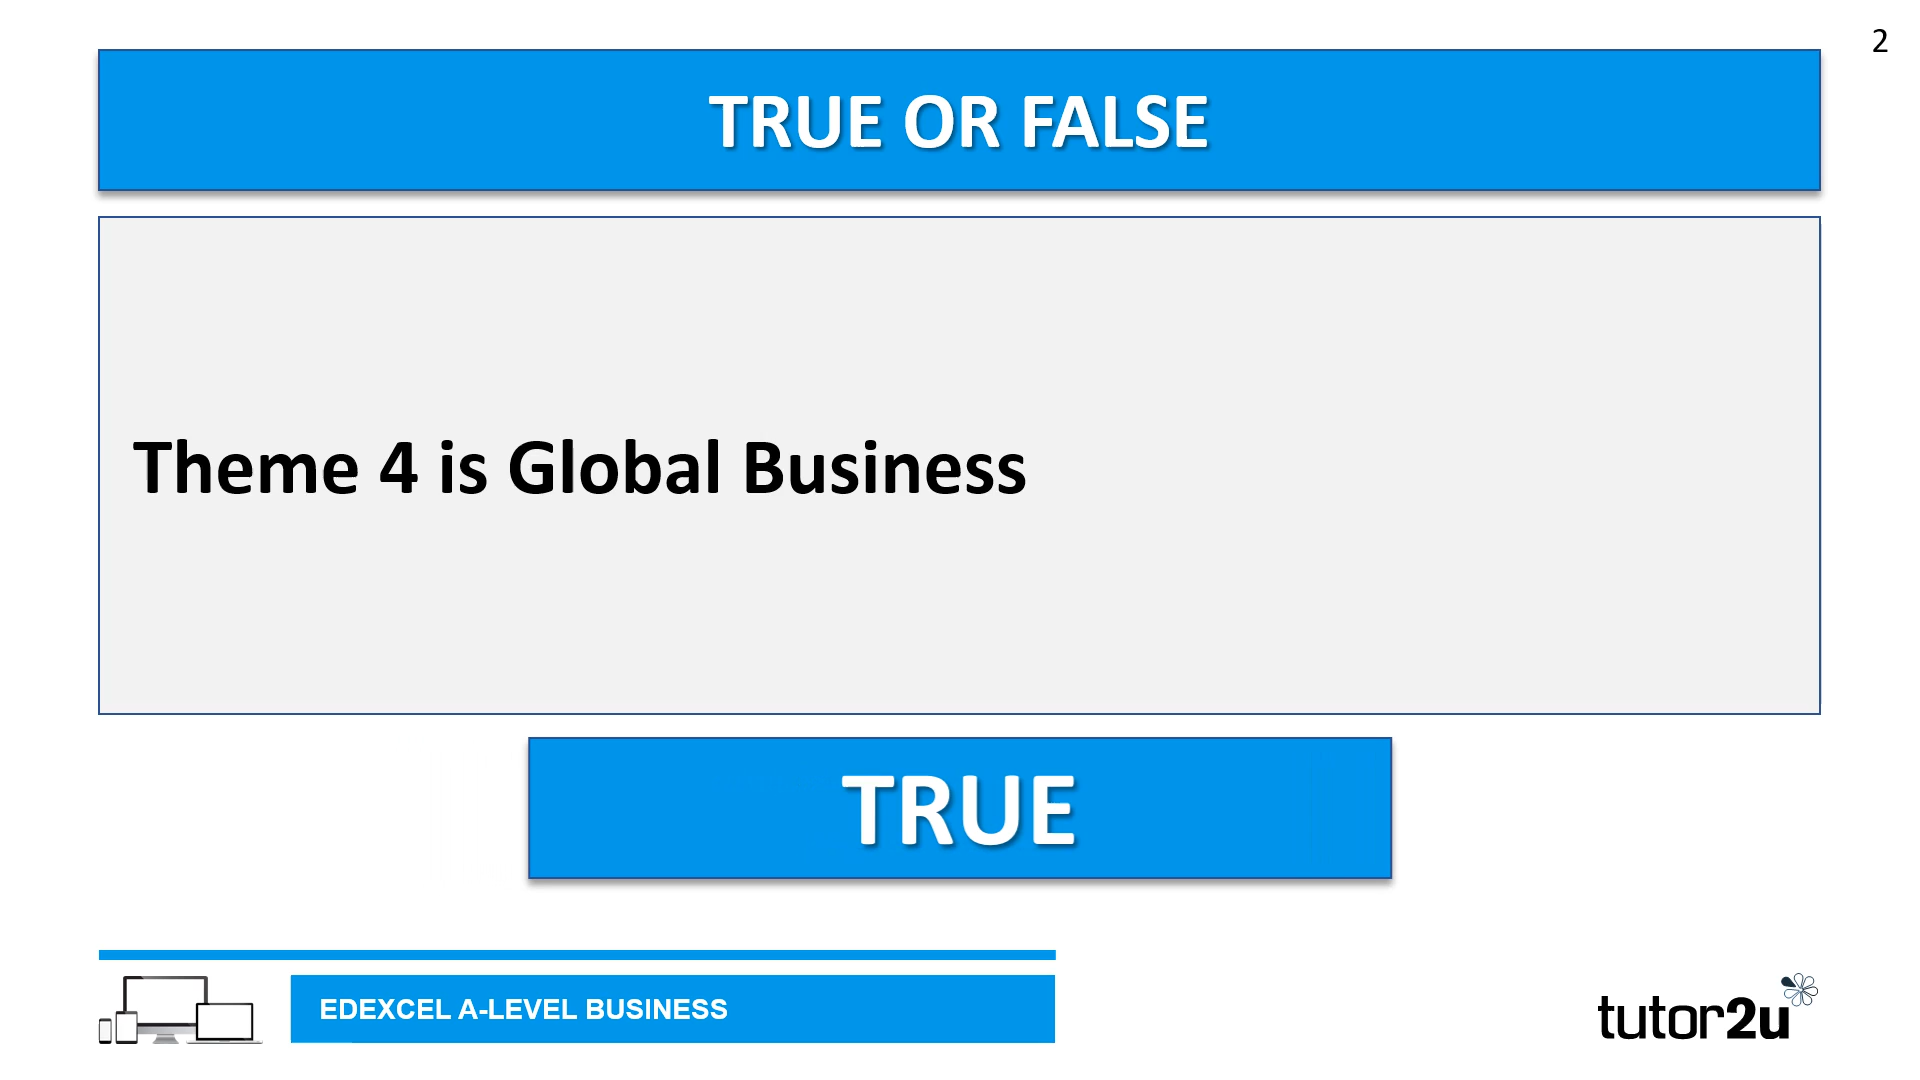 2
TRUE OR FALSE
Theme 4 is Global Business
TRUE
EDEXCEL A-LEVEL BUSINESS
tutor2u